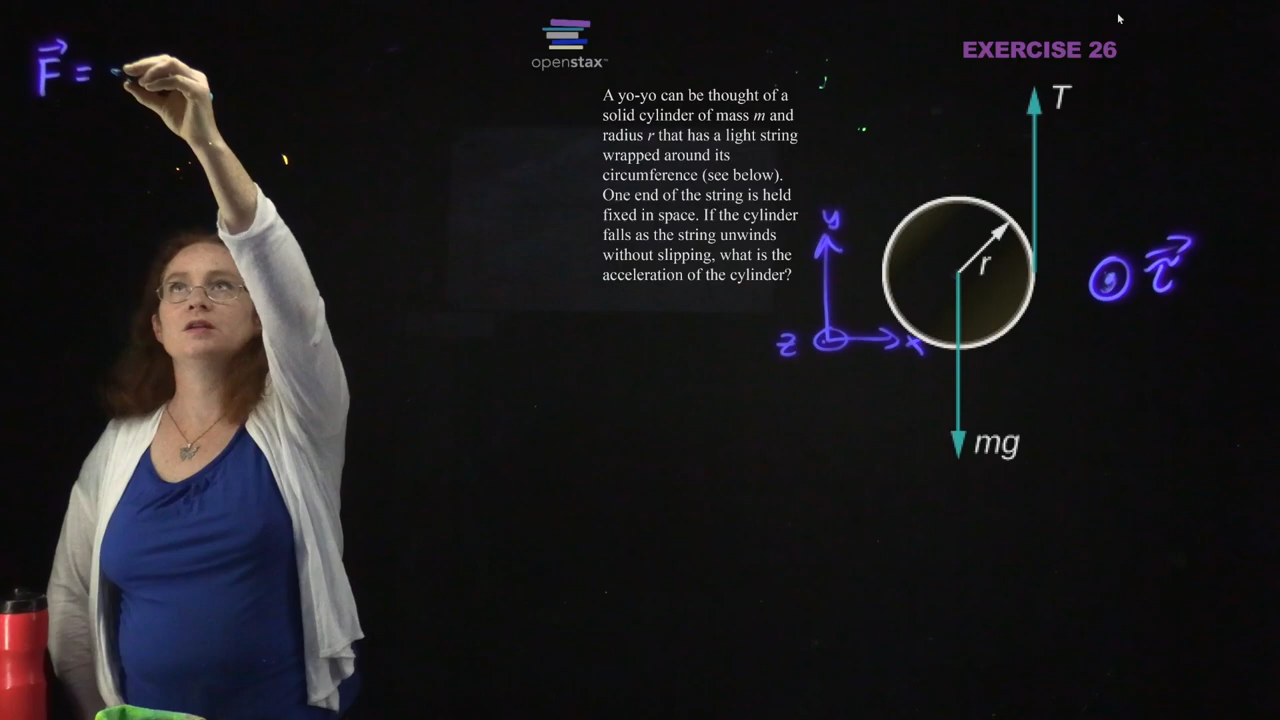 F⃗ =
openstax™
EXERCISE 26
A yo-yo can be thought of a
solid cylinder of mass m and
radius r that has a light string
wrapped around its
circumference (see below).
One end of the string is held
fixed in space. If the cylinder
falls as the string unwinds
without slipping, what is the
acceleration of the cylinder?
T
y
r
τ⃗
z
x
mg